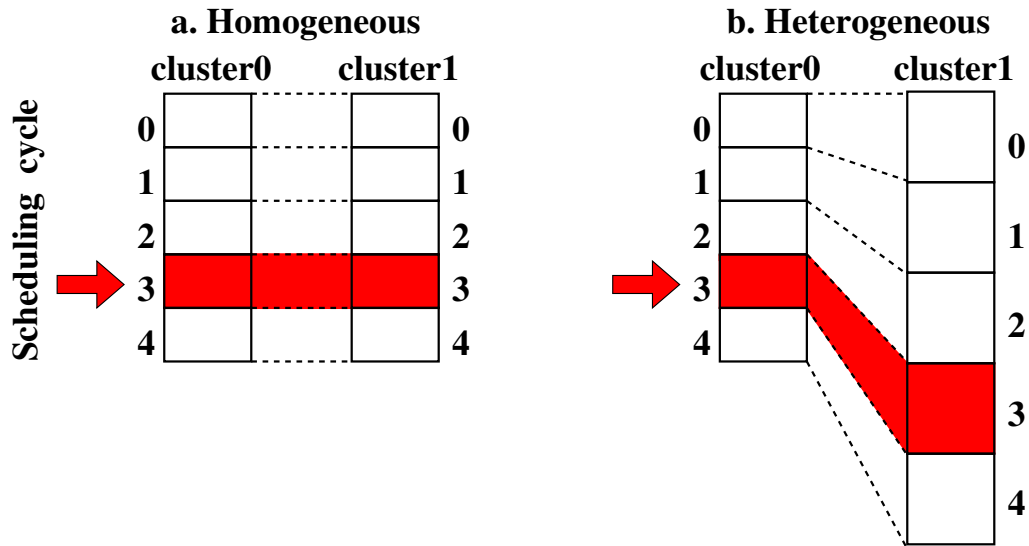 a. Homogeneous
cluster0 cluster1
Scheduling cycle
0 0
1 1
2 2
3 3
4 4
b. Heterogeneous
cluster0 cluster1
0 0
1 1
2 2
3 3
4 4